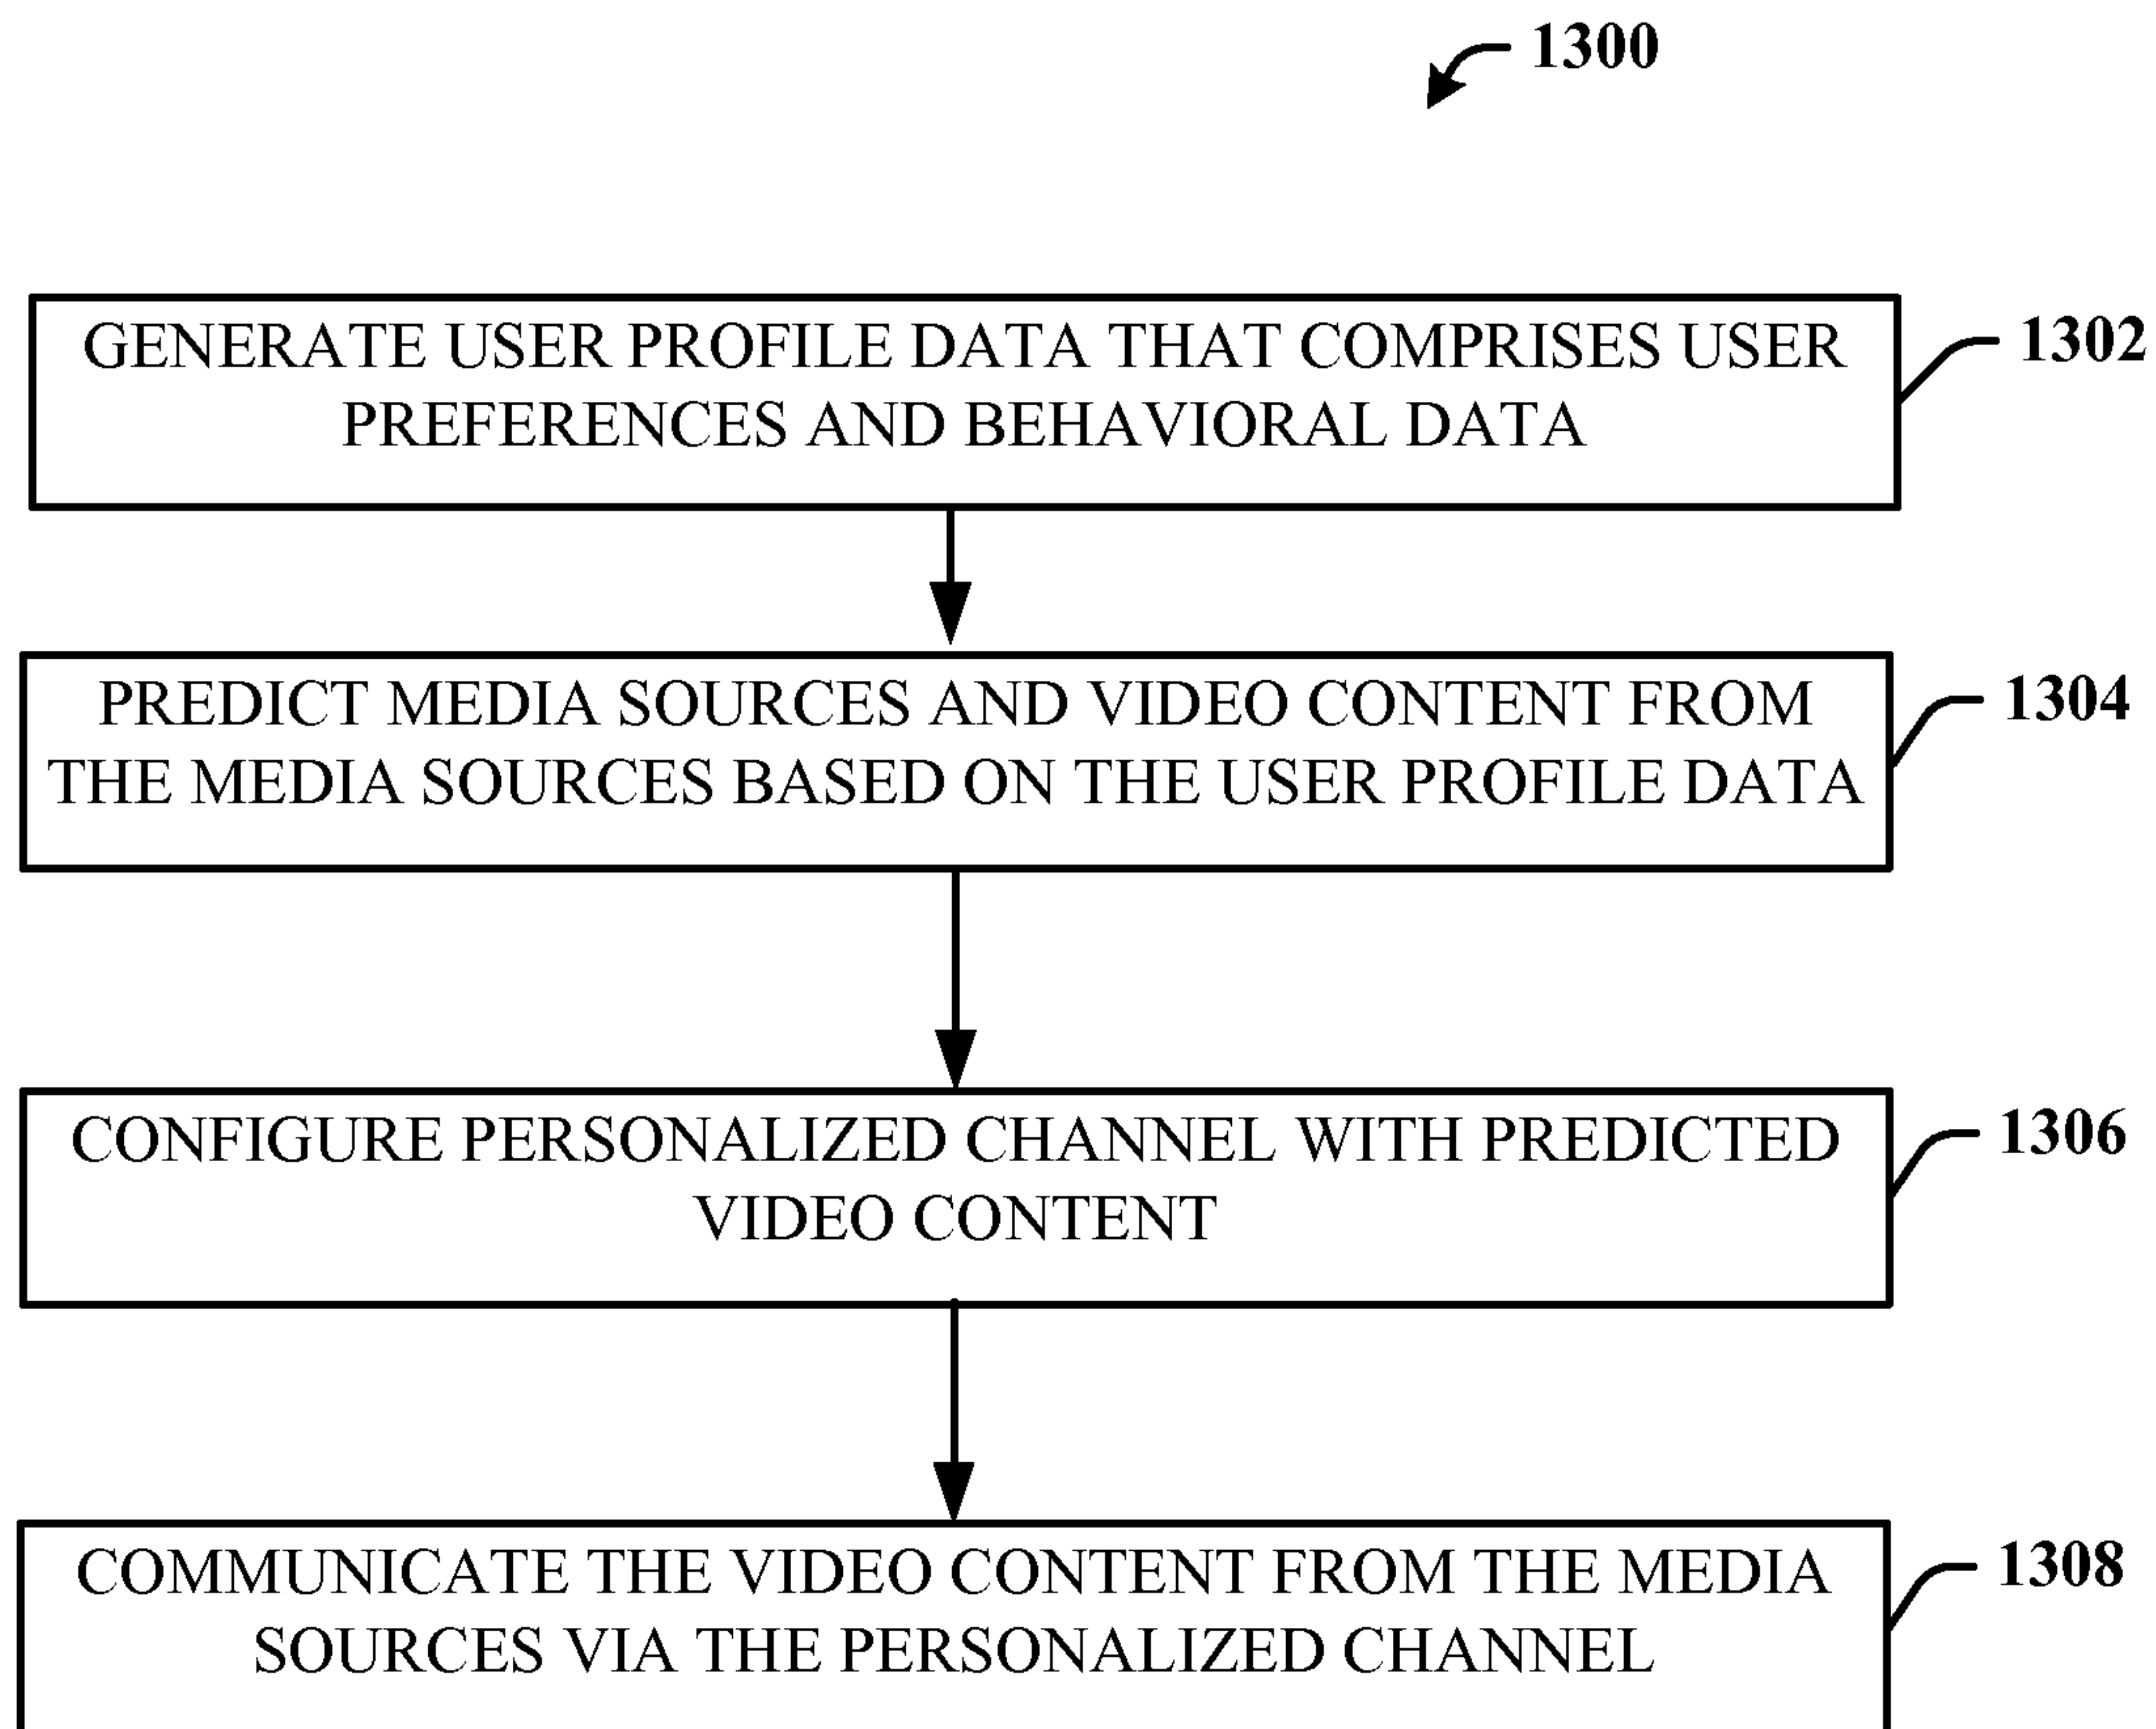 1300
GENERATE USER PROFILE DATA THAT COMPRISES USER
PREFERENCES AND BEHAVIORAL DATA
1302
PREDICT MEDIA SOURCES AND VIDEO CONTENT FROM
THE MEDIA SOURCES BASED ON THE USER PROFILE DATA
1304
CONFIGURE PERSONALIZED CHANNEL WITH PREDICTED
VIDEO CONTENT
1306
COMMUNICATE THE VIDEO CONTENT FROM THE MEDIA
SOURCES VIA THE PERSONALIZED CHANNEL
1308